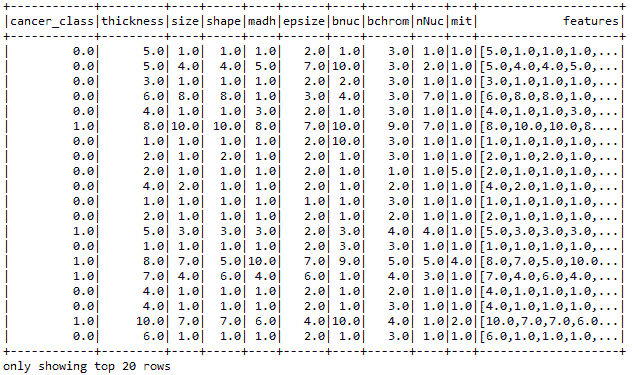 +------------+---------+----+-----+----+------+----+------+----+---+--------------------+
|cancer_class|thickness|size|shape|madh|epsize|bnuc|bchrom|nNuc|mit|            features|
+------------+---------+----+-----+----+------+----+------+----+---+--------------------+
|         0.0|      5.0| 1.0|  1.0| 1.0|   2.0| 1.0|   3.0| 1.0|1.0|[5.0,1.0,1.0,1.0,...|
|         0.0|      5.0| 4.0|  4.0| 5.0|   7.0|10.0|   3.0| 2.0|1.0|[5.0,4.0,4.0,5.0,...|
|         0.0|      3.0| 1.0|  1.0| 1.0|   2.0| 2.0|   3.0| 1.0|1.0|[3.0,1.0,1.0,1.0,...|
|         0.0|      6.0| 8.0|  8.0| 1.0|   3.0| 4.0|   3.0| 7.0|1.0|[6.0,8.0,8.0,1.0,...|
|         0.0|      4.0| 1.0|  1.0| 3.0|   2.0| 1.0|   3.0| 1.0|1.0|[4.0,1.0,1.0,3.0,...|
|         1.0|      8.0|10.0| 10.0| 8.0|   7.0|10.0|   9.0| 7.0|1.0|[8.0,10.0,10.0,8....|
|         0.0|      1.0| 1.0|  1.0| 1.0|   2.0|10.0|   3.0| 1.0|1.0|[1.0,1.0,1.0,1.0,...|
|         0.0|      2.0| 1.0|  2.0| 1.0|   2.0| 1.0|   3.0| 1.0|1.0|[2.0,1.0,2.0,1.0,...|
|         0.0|      2.0| 1.0|  1.0| 1.0|   2.0| 1.0|   1.0| 1.0|5.0|[2.0,1.0,1.0,1.0,...|
|         0.0|      4.0| 2.0|  1.0| 1.0|   2.0| 1.0|   2.0| 1.0|1.0|[4.0,2.0,1.0,1.0,...|
|         0.0|      1.0| 1.0|  1.0| 1.0|   1.0| 1.0|   3.0| 1.0|1.0|[1.0,1.0,1.0,1.0,...|
|         0.0|      2.0| 1.0|  1.0| 1.0|   2.0| 1.0|   2.0| 1.0|1.0|[2.0,1.0,1.0,1.0,...|
|         1.0|      5.0| 3.0|  3.0| 3.0|   2.0| 3.0|   4.0| 4.0|1.0|[5.0,3.0,3.0,3.0,...|
|         0.0|      1.0| 1.0|  1.0| 1.0|   2.0| 3.0|   3.0| 1.0|1.0|[1.0,1.0,1.0,1.0,...|
|         1.0|      8.0| 7.0|  5.0|10.0|   7.0| 9.0|   5.0| 5.0|4.0|[8.0,7.0,5.0,10.0...|
|         1.0|      7.0| 4.0|  6.0| 4.0|   6.0| 1.0|   4.0| 3.0|1.0|[7.0,4.0,6.0,4.0,...|
|         0.0|      4.0| 1.0|  1.0| 1.0|   2.0| 1.0|   2.0| 1.0|1.0|[4.0,1.0,1.0,1.0,...|
|         0.0|      4.0| 1.0|  1.0| 1.0|   2.0| 1.0|   3.0| 1.0|1.0|[4.0,1.0,1.0,1.0,...|
|         1.0|     10.0| 7.0|  7.0| 6.0|   4.0|10.0|   4.0| 1.0|2.0|[10.0,7.0,7.0,6.0...|
|         0.0|      6.0| 1.0|  1.0| 1.0|   2.0| 1.0|   3.0| 1.0|1.0|[6.0,1.0,1.0,1.0,...|
+------------+---------+----+-----+----+------+----+------+----+---+--------------------+
only showing top 20 rows